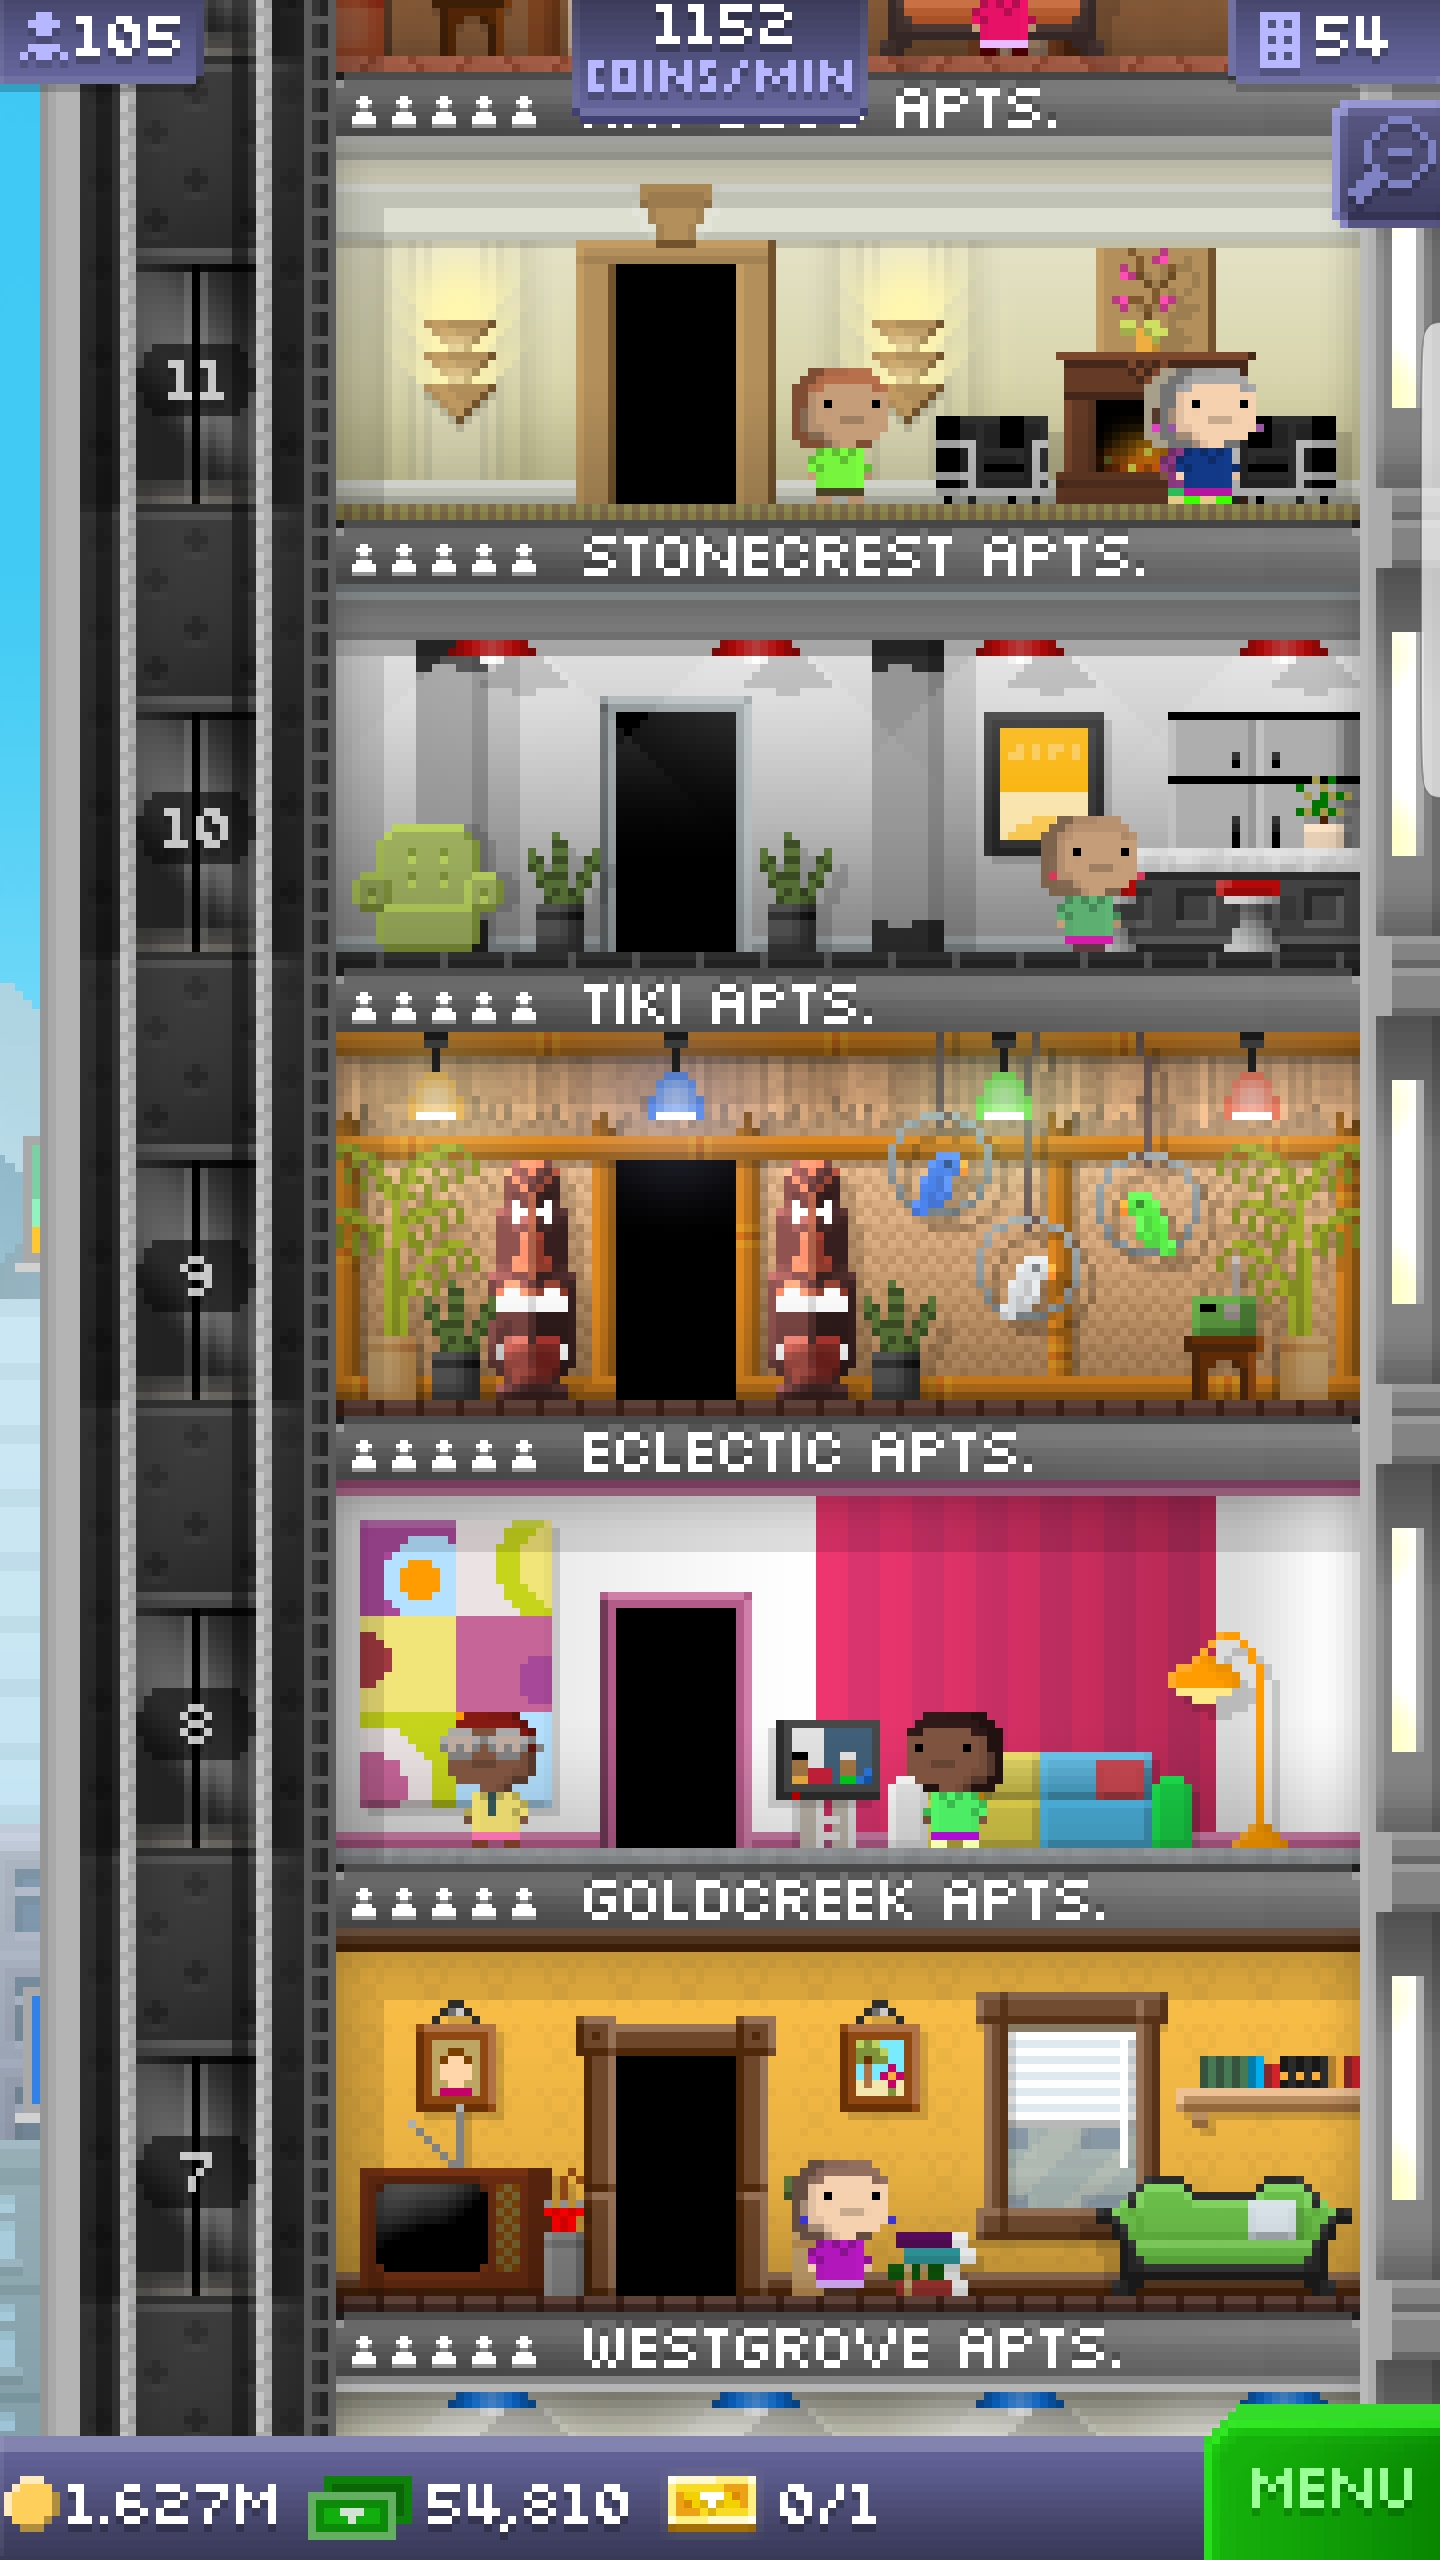 105
1152
COINS/MIN
54
APTS.
11
STONECREST APTS.
10
TIKI APTS.
9
ECLECTIC APTS.
8
GOLDCREEK APTS.
7
WESTGROVE APTS.
1.627M
54,810
0/1
MENU